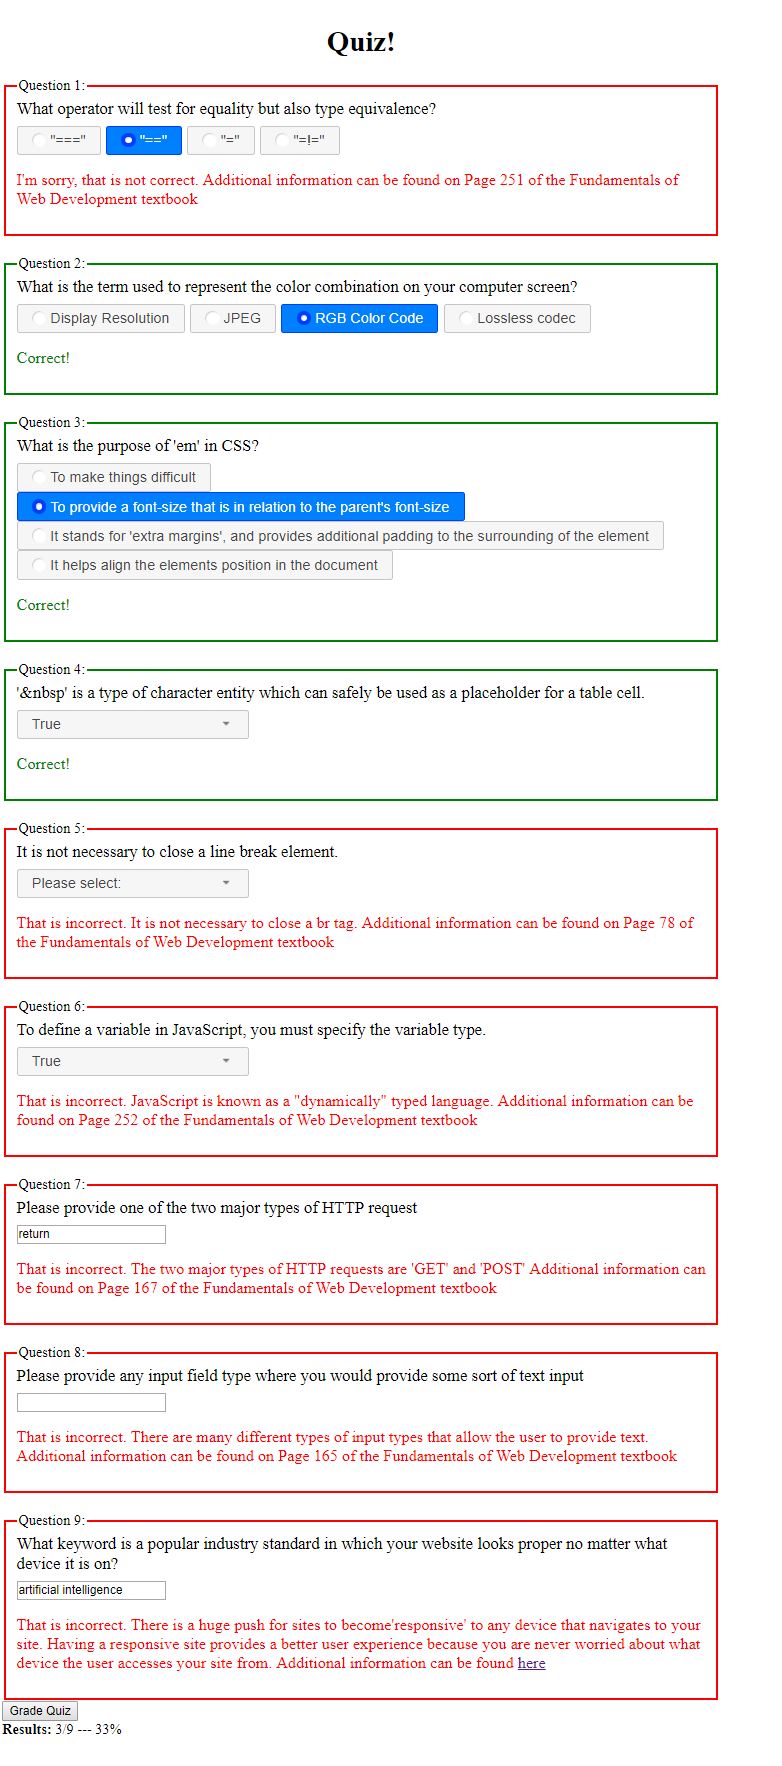 Quiz!
Question 1:
What operator will test for equality but also type equivalence?
"===" "==" "=" "=!="
I'm sorry, that is not correct. Additional information can be found on Page 251 of the Fundamentals of
Web Development textbook
Question 2:
What is the term used to represent the color combination on your computer screen?
Display Resolution JPEG RGB Color Code Lossless codec
Correct!
Question 3:
What is the purpose of 'em' in CSS?
To make things difficult
To provide a font-size that is in relation to the parent's font-size
It stands for 'extra margins', and provides additional padding to the surrounding of the element
It helps align the elements position in the document
Correct!
Question 4:
'&nbsp' is a type of character entity which can safely be used as a placeholder for a table cell.
True
Correct!
Question 5:
It is not necessary to close a line break element.
Please select:
That is incorrect. It is not necessary to close a br tag. Additional information can be found on Page 78 of
the Fundamentals of Web Development textbook
Question 6:
To define a variable in JavaScript, you must specify the variable type.
True
That is incorrect. JavaScript is known as a "dynamically" typed language. Additional information can be
found on Page 252 of the Fundamentals of Web Development textbook
Question 7:
Please provide one of the two major types of HTTP request
return
That is incorrect. The two major types of HTTP requests are 'GET' and 'POST' Additional information can
be found on Page 167 of the Fundamentals of Web Development textbook
Question 8:
Please provide any input field type where you would provide some sort of text input
That is incorrect. There are many different types of input types that allow the user to provide text.
Additional information can be found on Page 165 of the Fundamentals of Web Development textbook
Question 9:
What keyword is a popular industry standard in which your website looks proper no matter what
device it is on?
artificial intelligence
That is incorrect. There is a huge push for sites to become'responsive' to any device that navigates to your
site. Having a responsive site provides a better user experience because you are never worried about what
device the user accesses your site from. Additional information can be found here
Grade Quiz
Results: 3/9 --- 33%